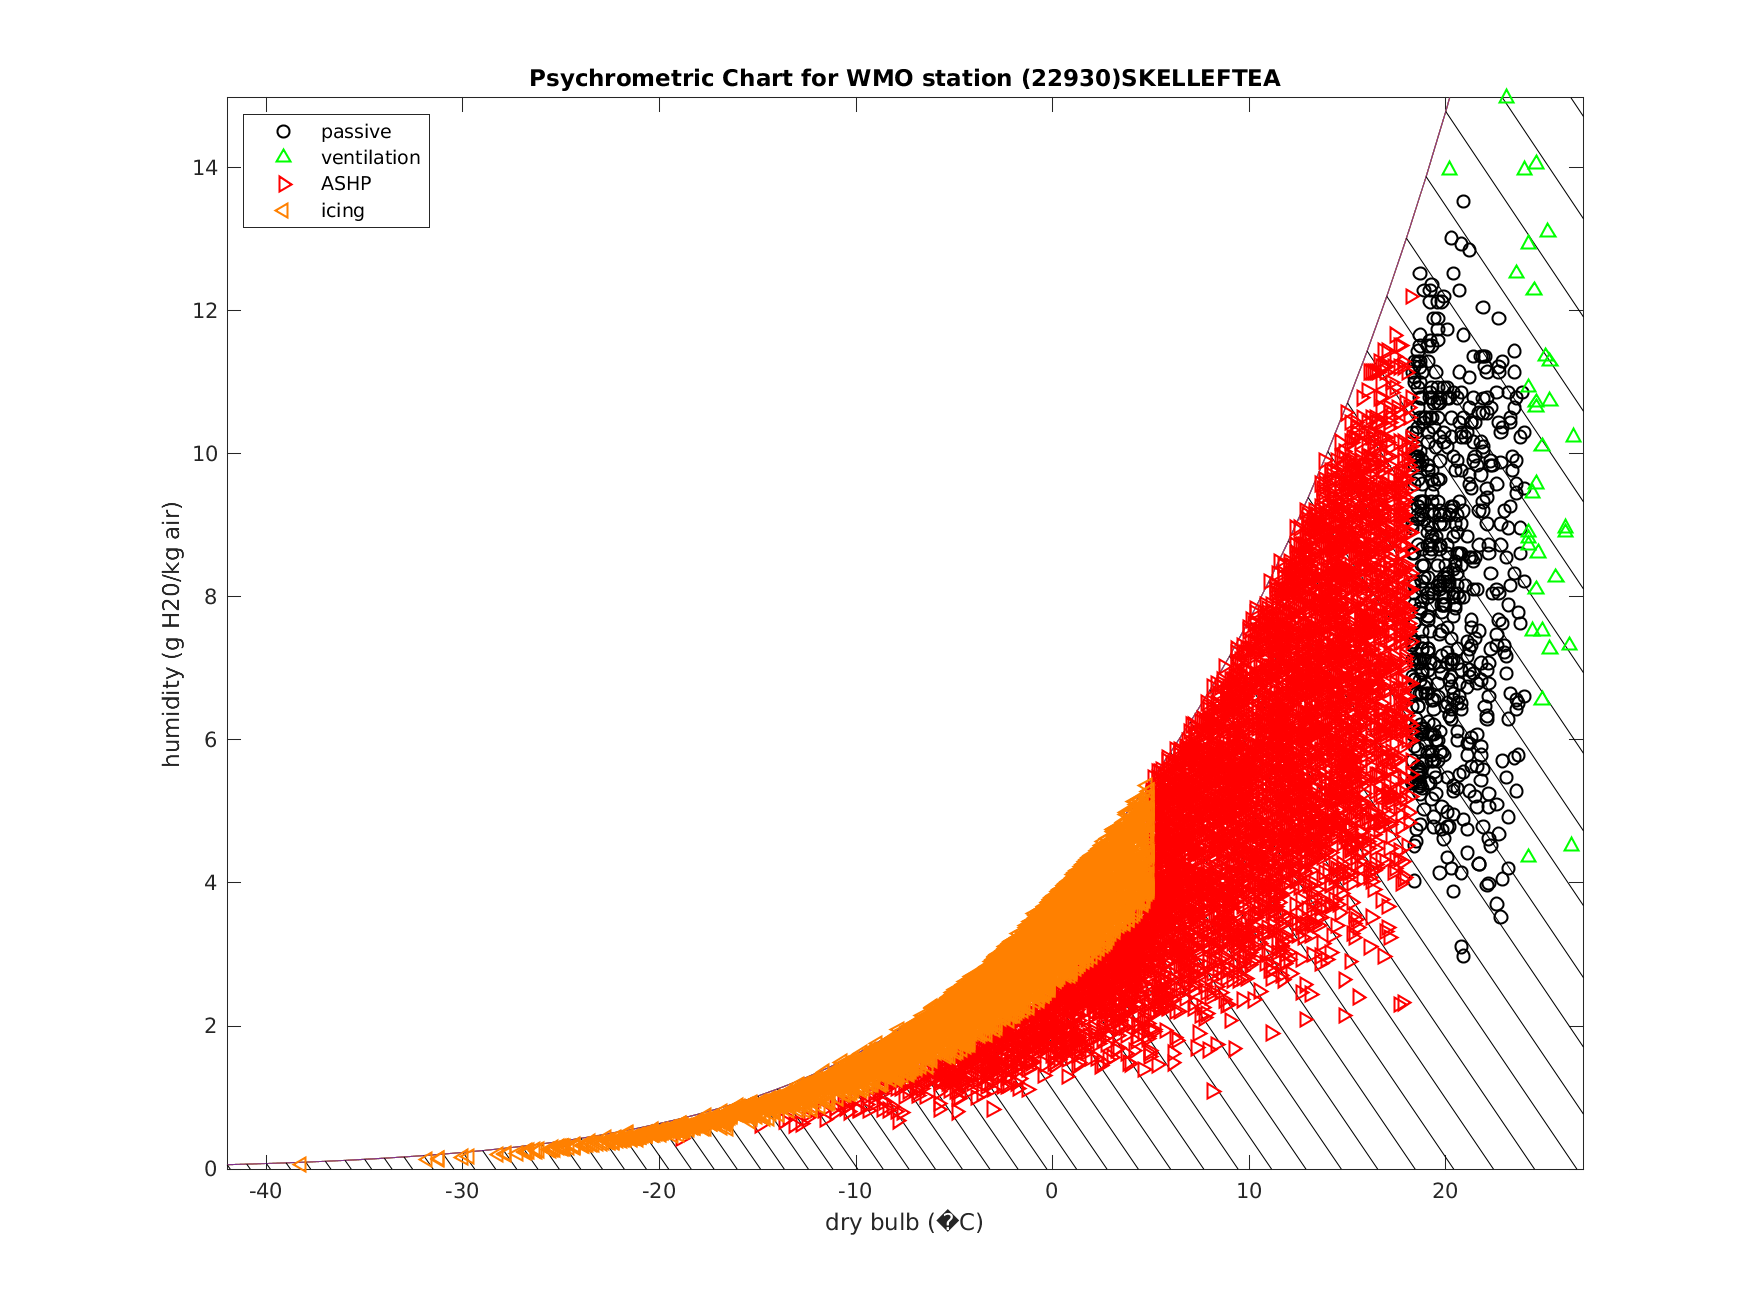 Psychrometric Chart for WMO station (22930)SKELLEFTEA
passive
ventilation
ASHP
icing
humidity (g H20/kg air)
14
12
10
8
6
4
2
0
-40
-30
-20
-10
0
10
20
dry bulb (�C)